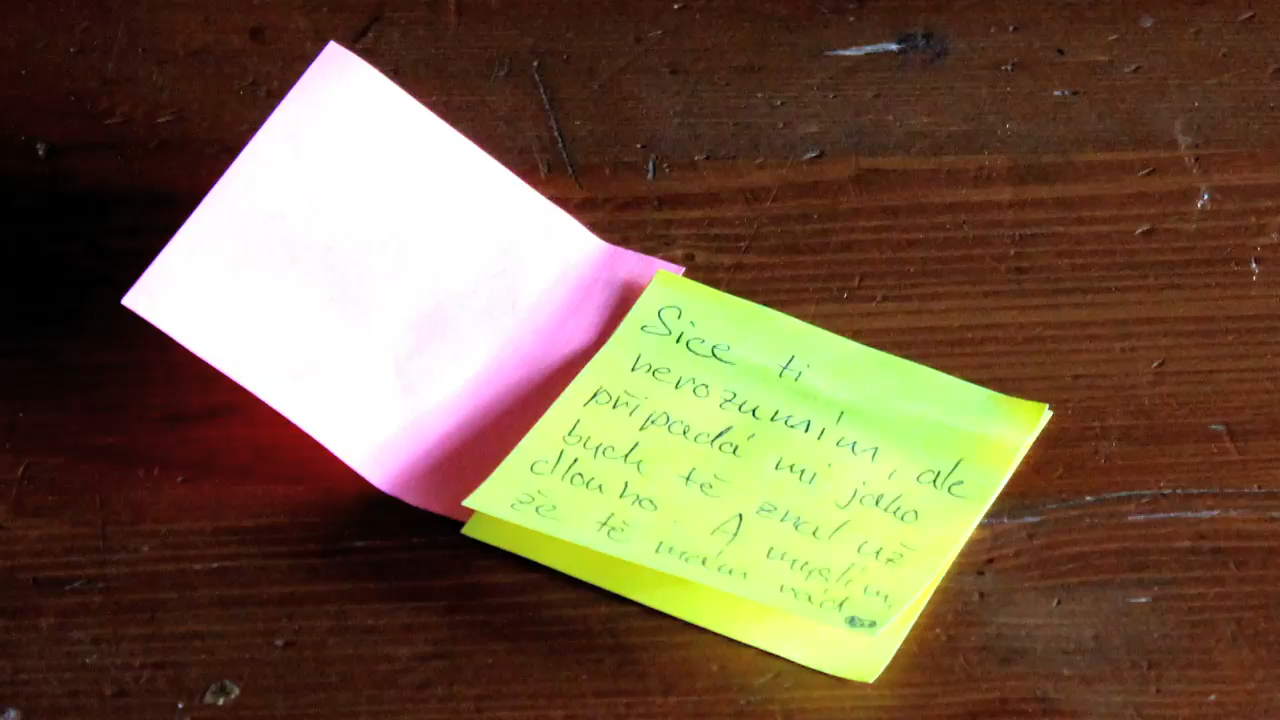 Sice ti
nerozumím, ale
připadá mi jako
bych tě znal už
dlouho. A myslím,
že tě mám rád